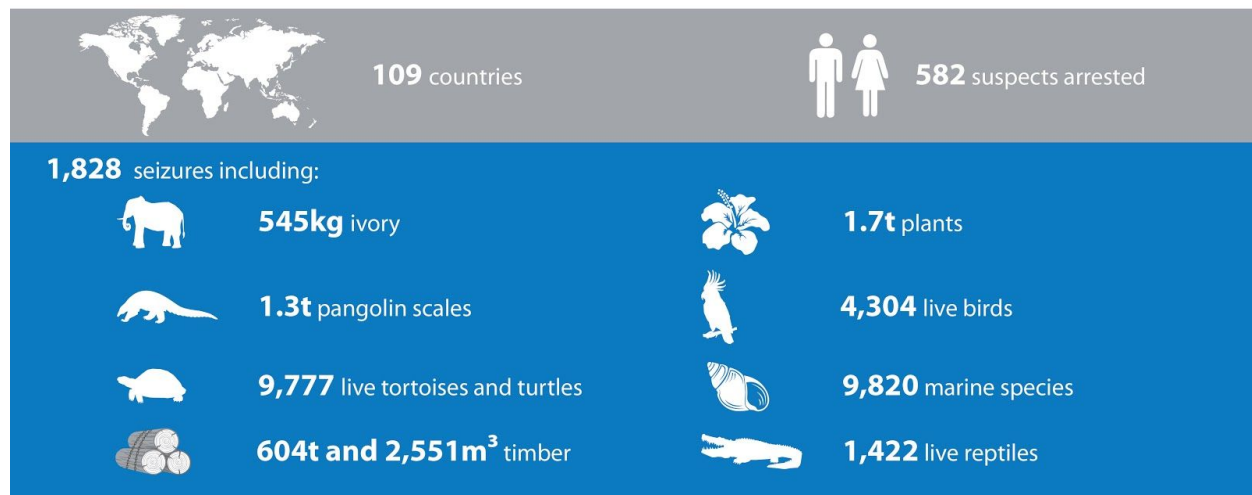 109 countries
582 suspects arrested
1,828 seizures including:
545kg ivory
1.7t plants
1.3t pangolin scales
4,304 live birds
9,777 live tortoises and turtles
9,820 marine species
604t and 2,551m³ timber
1,422 live reptiles